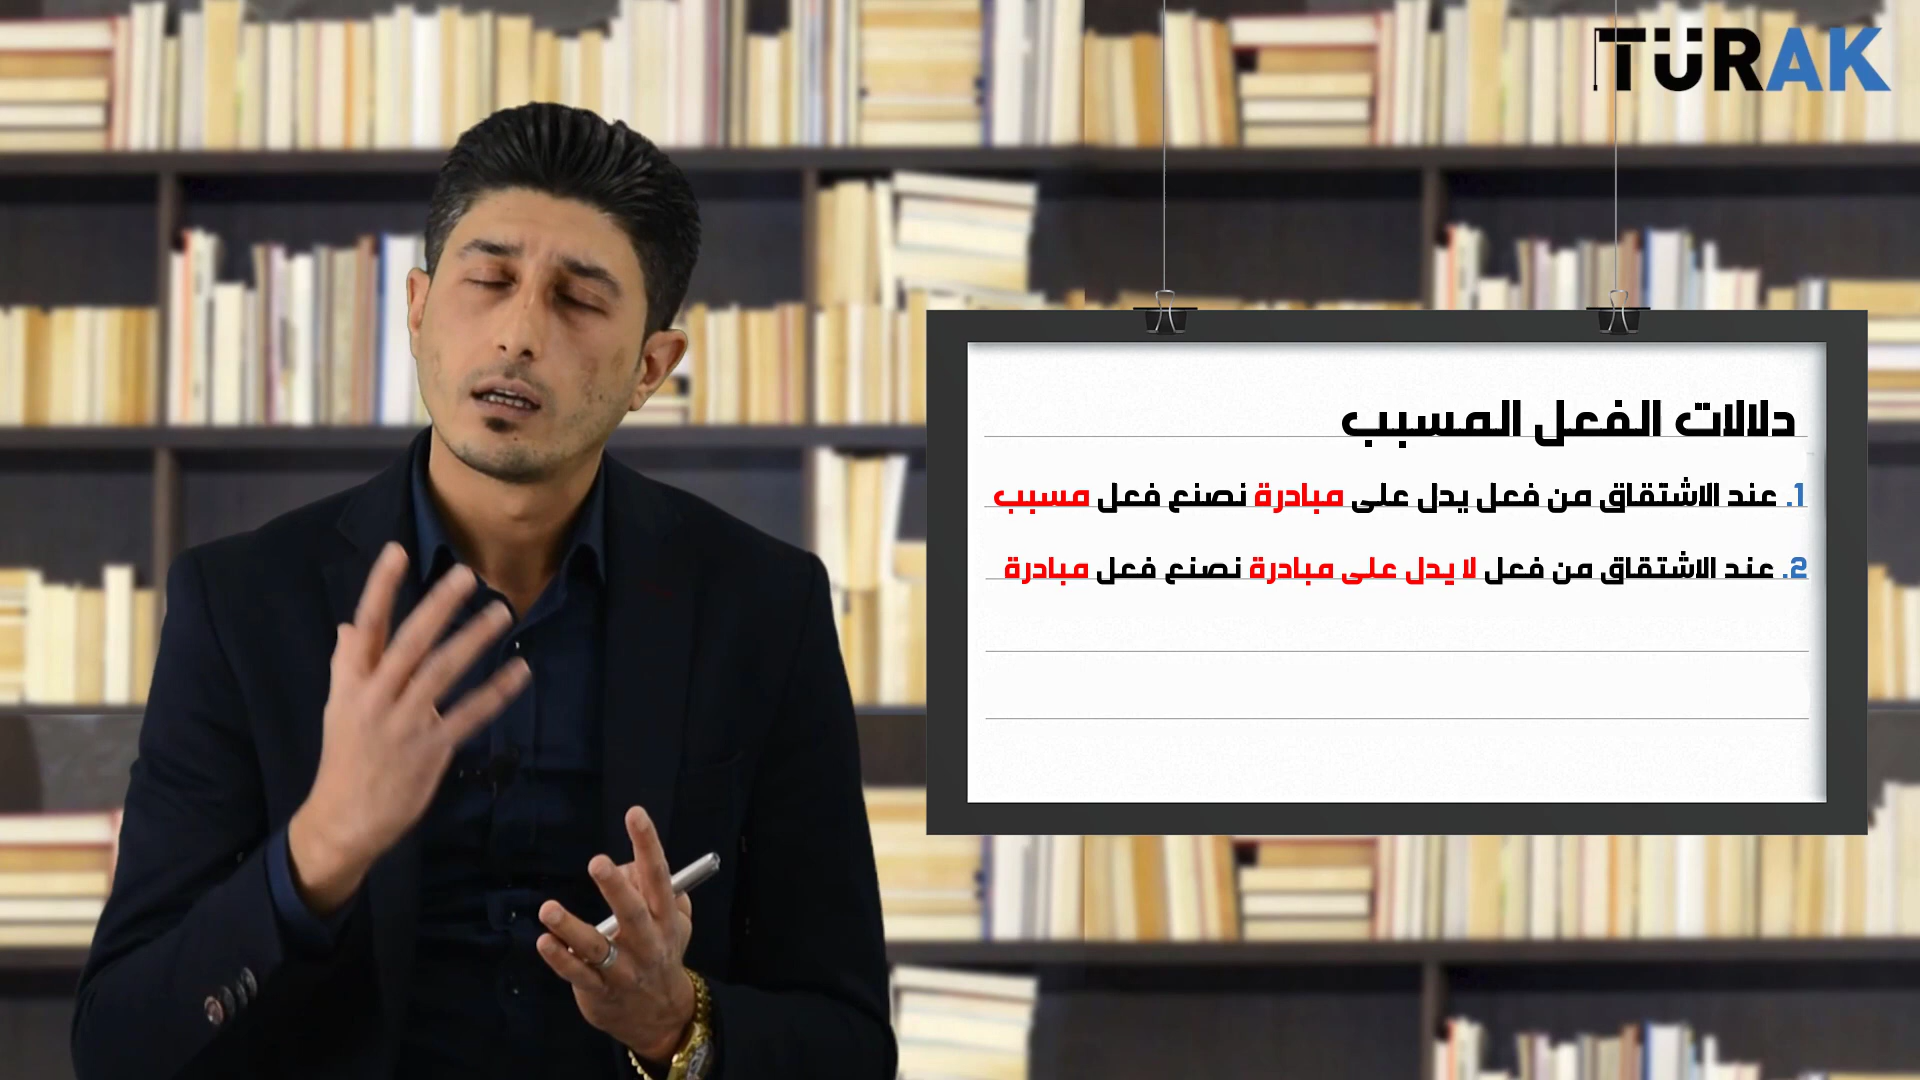 TÜRAK
دلالات الفعل المسبب
1. عند الاشتقاق من فعل يدل على مبادرة نصنع فعل مسبب
2. عند الاشتقاق من فعل لا يدل على مبادرة نصنع فعل مبادرة